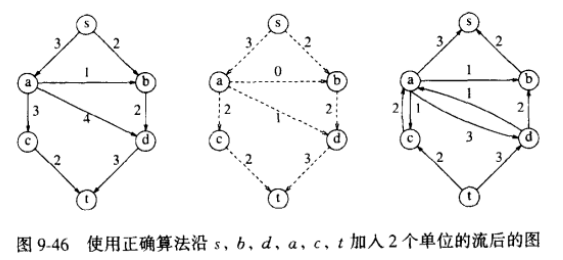 s s s
3 2 3 2 3 2
a 1 b a 0 b a 1 b
3 4 2 2 1 2 2 1 1 3 2
c d c d c d
2 3 2 3 2 3
t t t
图 9-46 使用正确算法沿 s, b, d, a, c, t 加入 2 个单位的流后的图